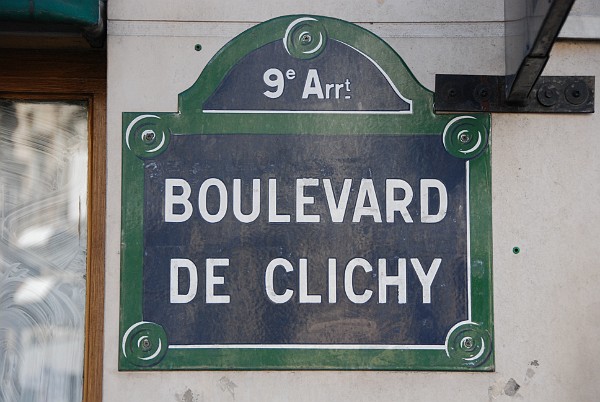 9e Arrt
BOULEVARD
DE CLICHY